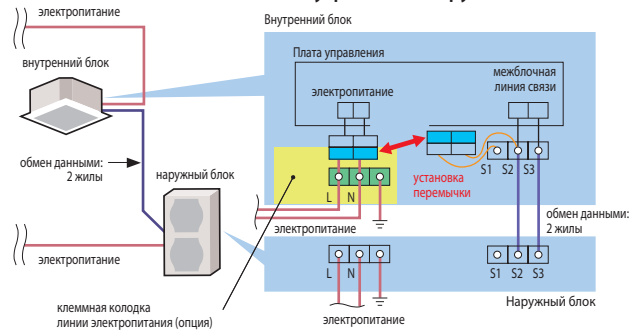 электропитание
Внутренний блок
Плата управления
внутренний блок
электропитание
межблочная
линия связи
обмен данными:
2 жилы
наружный блок
S1 S2 S3
установка
перемычки
L N
электропитание
обмен данными:
2 жилы
электропитание
L N
S1 S2 S3
Наружный блок
клеммная колодка
линии электропитания (опция)
электропитание